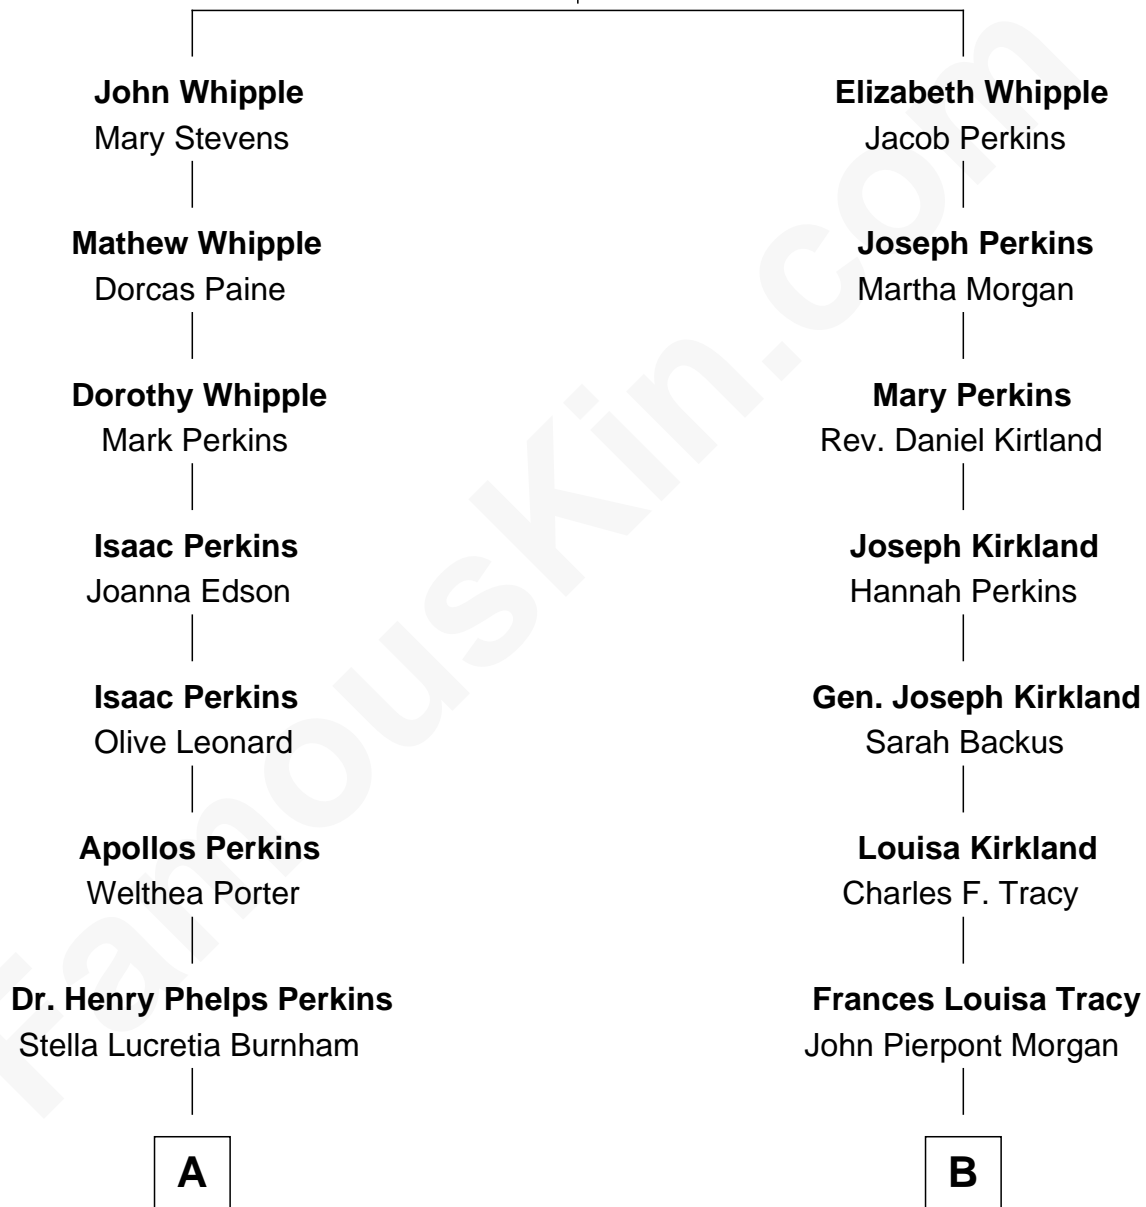 John Whipple
Mary Stevens
Elizabeth Whipple
Jacob Perkins
Mathew Whipple
Dorcas Paine
Joseph Perkins
Martha Morgan
Dorothy Whipple
Mark Perkins
Mary Perkins
Rev. Daniel Kirtland
Isaac Perkins
Joanna Edson
Joseph Kirkland
Hannah Perkins
Isaac Perkins
Olive Leonard
Gen. Joseph Kirkland
Sarah Backus
Apollos Perkins
Welthea Porter
Louisa Kirkland
Charles F. Tracy
Dr. Henry Phelps Perkins
Stella Lucretia Burnham
Frances Louisa Tracy
John Pierpont Morgan
A
B
FamousKin.com